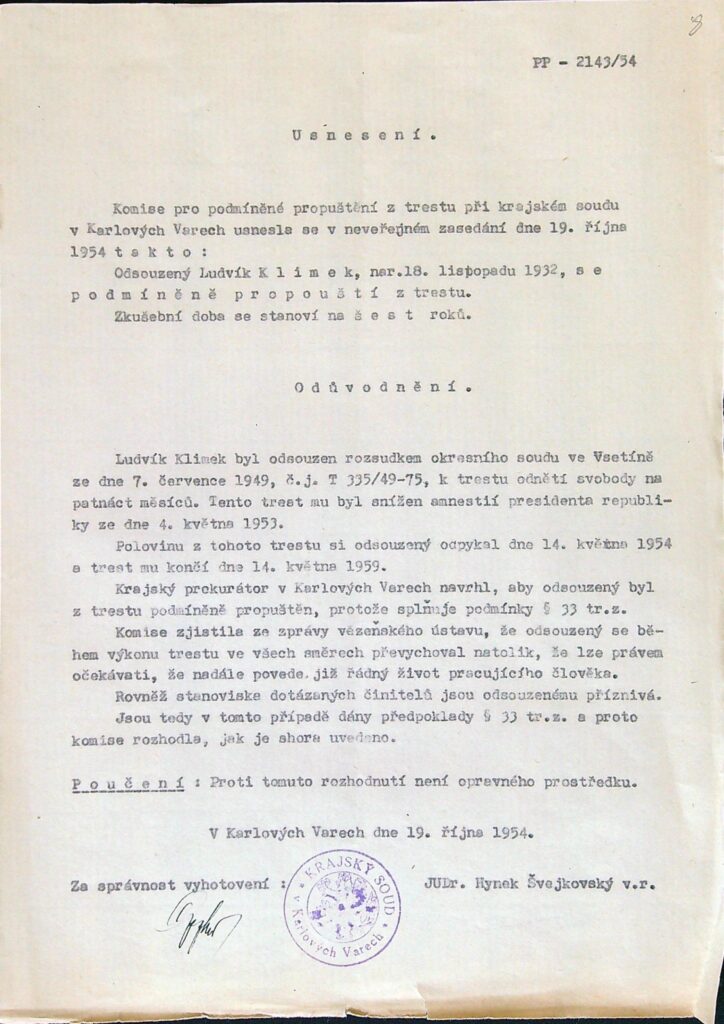 8
PP - 2143/54
U s n e s e n í .
Komise pro podmíněné propuštění z trestu při krajském soudu
v Karlových Varech usnesla se v neveřejném zasedání dne 19. října
1954 t a k t o :
Odsouzený Ludvík K l i m e k, nar.18. listopadu 1932, s e
p o d m í n ě n ě p r o p o u š t í z trestu.
Zkušební doba se stanoví na š e s t roků.
O d ů v o d n ě n í .
Ludvík Klimek byl odsouzen rozsudkem okresního soudu ve Vsetíně
ze dne 7. července 1949, č.j. T 335/49-75, k trestu odnětí svobody na
patnáct měsíců. Tento trest mu byl snížen amnestií presidenta republi-
ky ze dne 4. května 1953.
Polovinu z tohoto trestu si odsouzený odpykal dne 14. května 1954
a trest mu končí dne 14. května 1959.
Krajský prokurátor v Karlových Varech navrhl, aby odsouzený byl
z trestu podmíněně propuštěn, protože splňuje podmínky § 33 tr.z.
Komise zjistila ze zprávy vězeňského ústavu, že odsouzený se bě-
hem výkonu trestu ve všech směrech převychoval natolik, že lze právem
očekávati, že nadále povede již řádný život pracujícího člověka.
Rovněž stanoviska dotázaných činitelů jsou odsouzenému příznivá.
Jsou tedy v tomto případě dány předpoklady § 33 tr.z. a proto
komise rozhodla, jak je shora uvedeno.
P o u č e n í : Proti tomuto rozhodnutí není opravného prostředku.
V Karlových Varech dne 19. října 1954.
Za správnost vyhotovení :
JUDr. Hynek Švejkovský v.r.
KRAJSKÝ SOUD
Karlových Varech